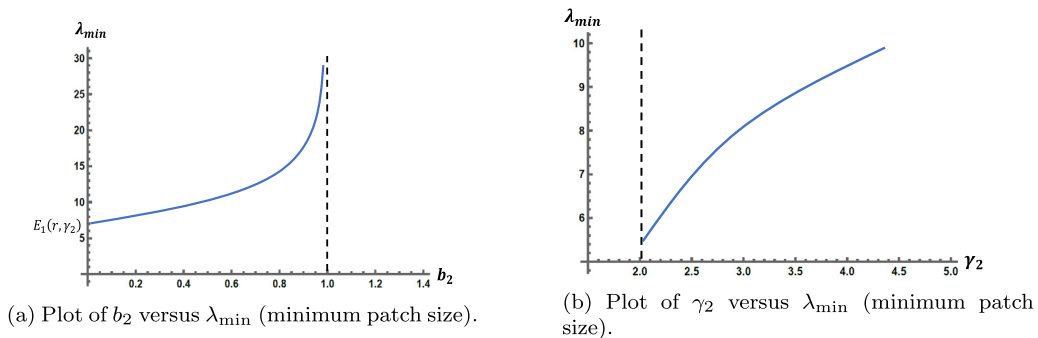 λmin
30
25
20
15
10
E1(r, γ2)
5
0.2 0.4 0.6 0.8 1.0 1.2 1.4
b2
(a) Plot of b2 versus λmin (minimum patch size).
λmin
10
9
8
7
6
2.0 2.5 3.0 3.5 4.0 4.5 5.0
γ2
(b) Plot of γ2 versus λmin (minimum patch
size).